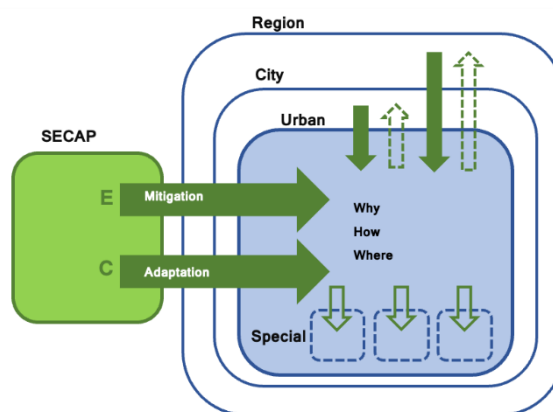 Region
City
Urban
SECAP
E
Mitigation
Why
How
Where
C
Adaptation
Special